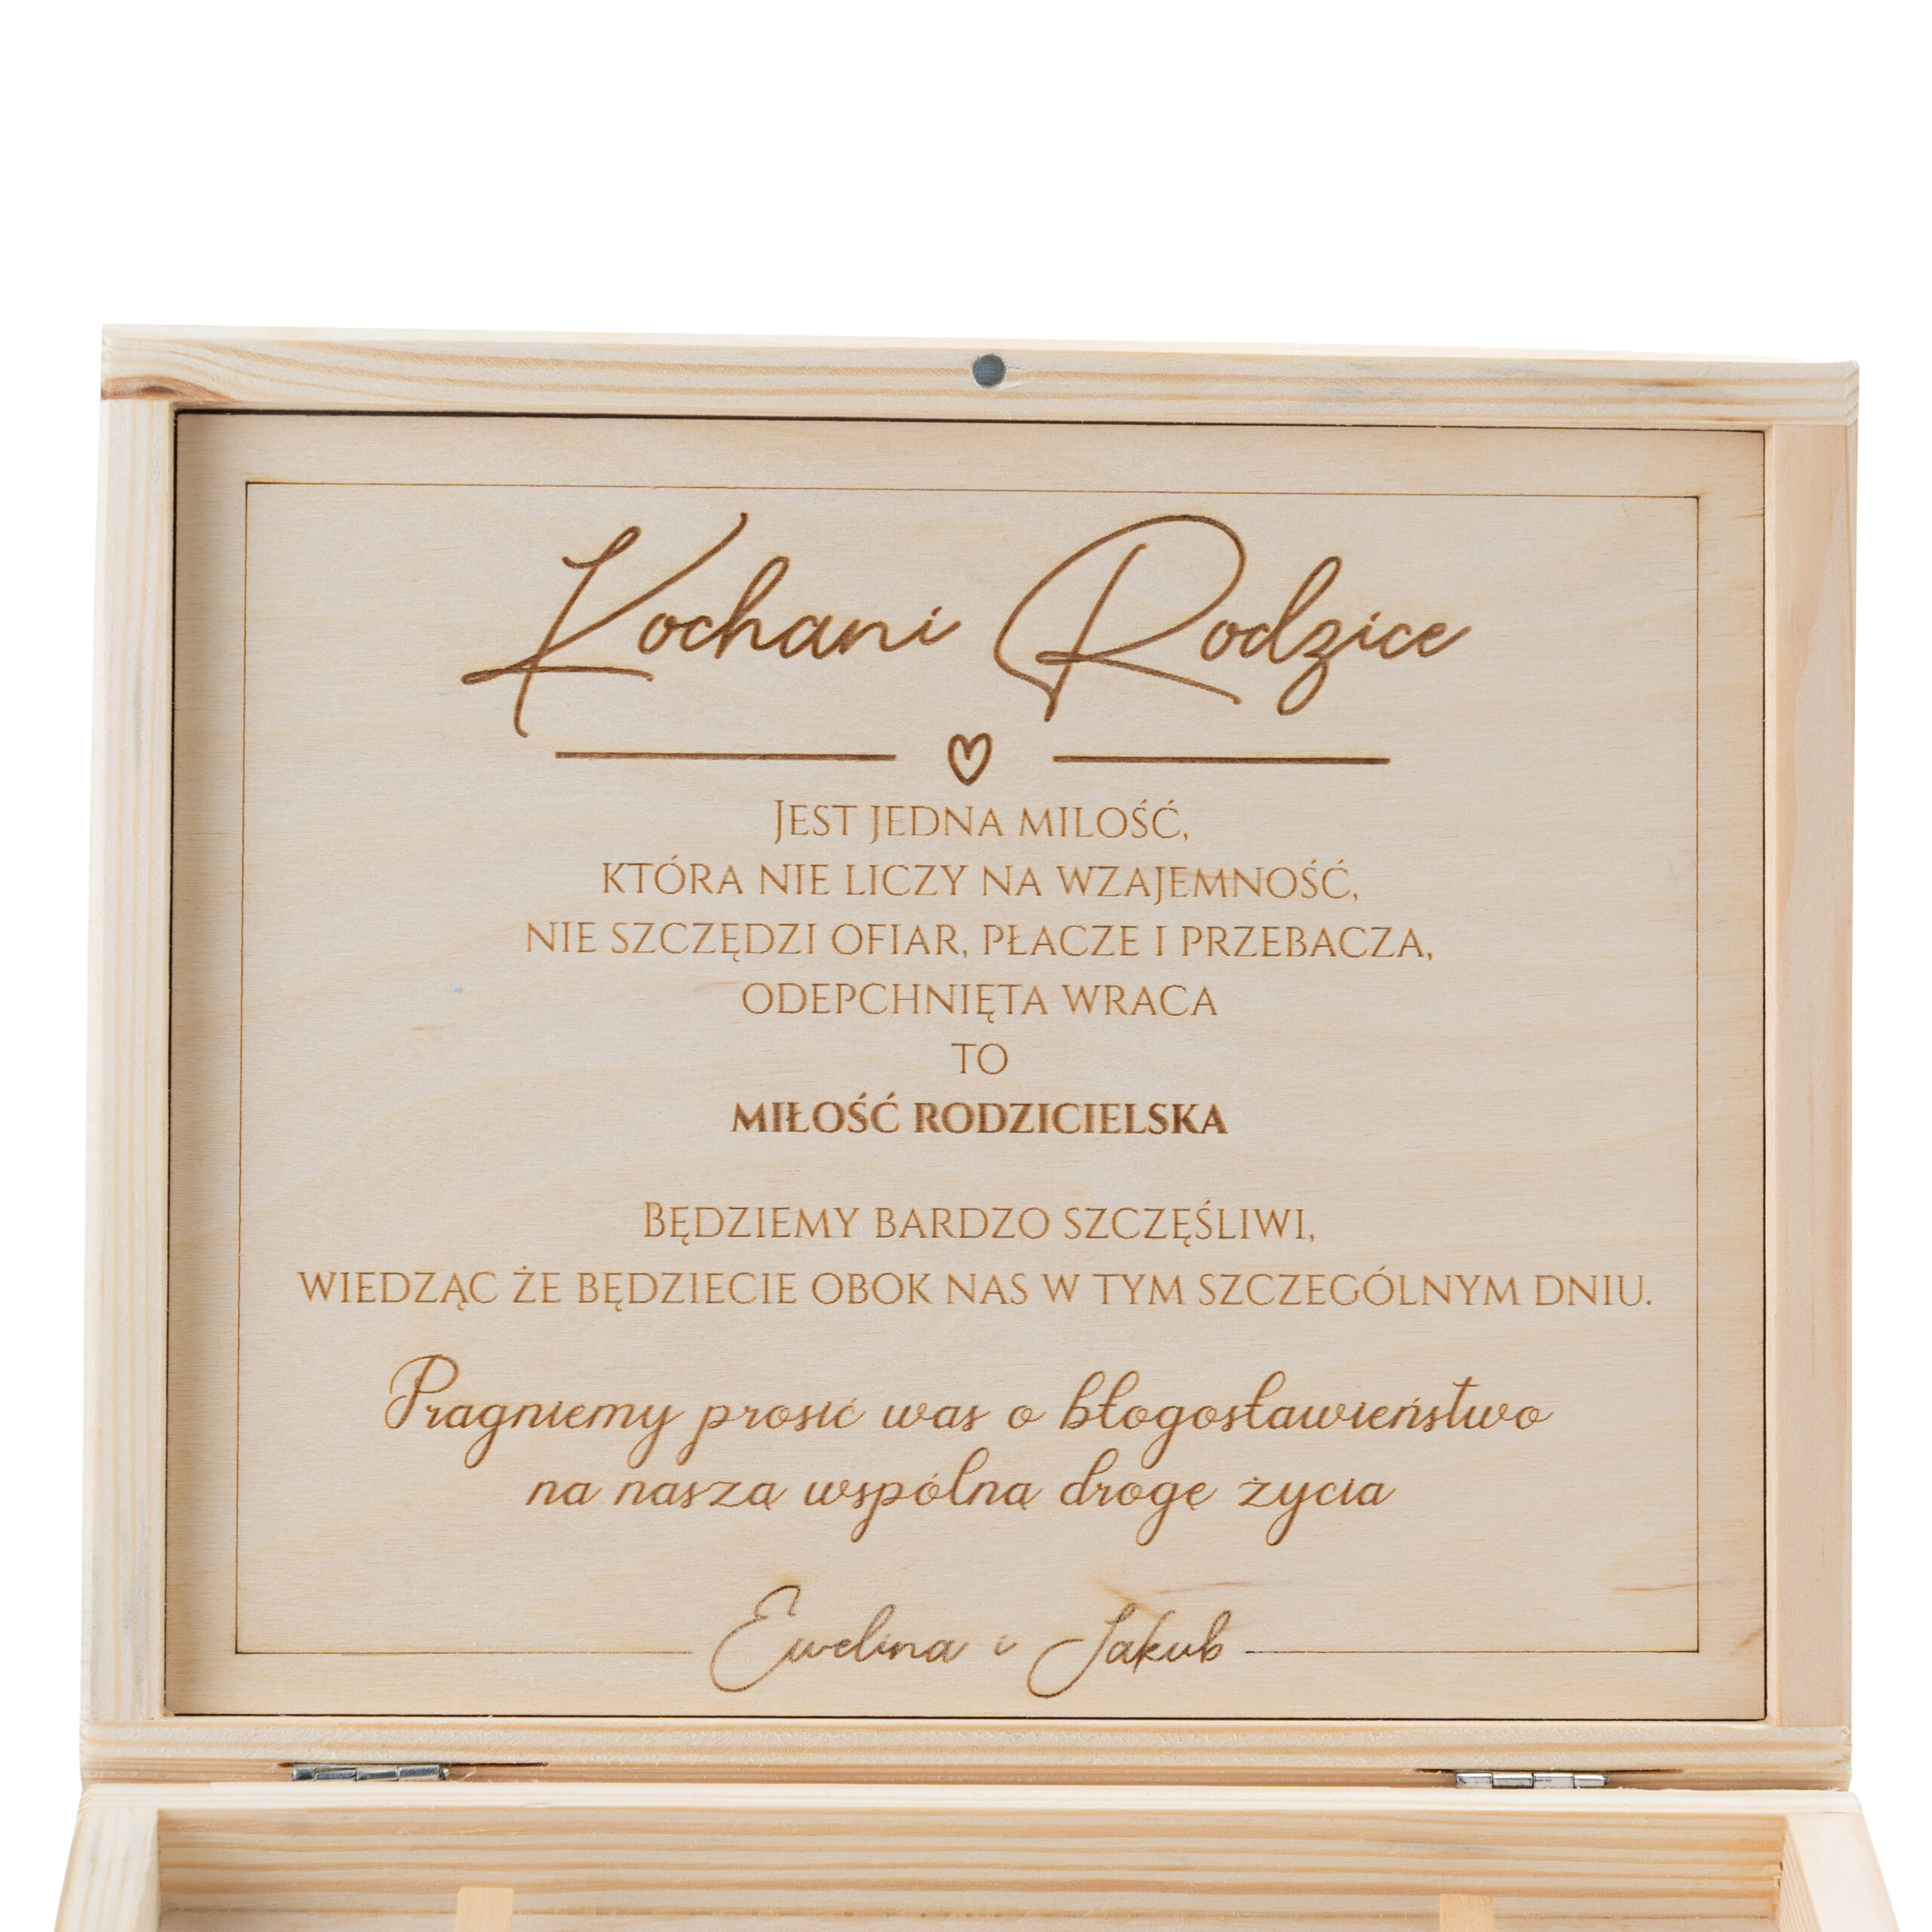 Kochani Rodzice
Jest jedna milość,
która nie liczy na wzajemność,
nie szczędzi ofiar, płacze i przebacza,
odepchnięta wraca
to
miłość rodzicielska
Będziemy bardzo szczęśliwi,
wiedząc że będziecie obok nas w tym szczególnym dniu.
Pragniemy prosić was o błogosławieństwo
na naszą wspólną drogę życia
Ewelina i Jakub